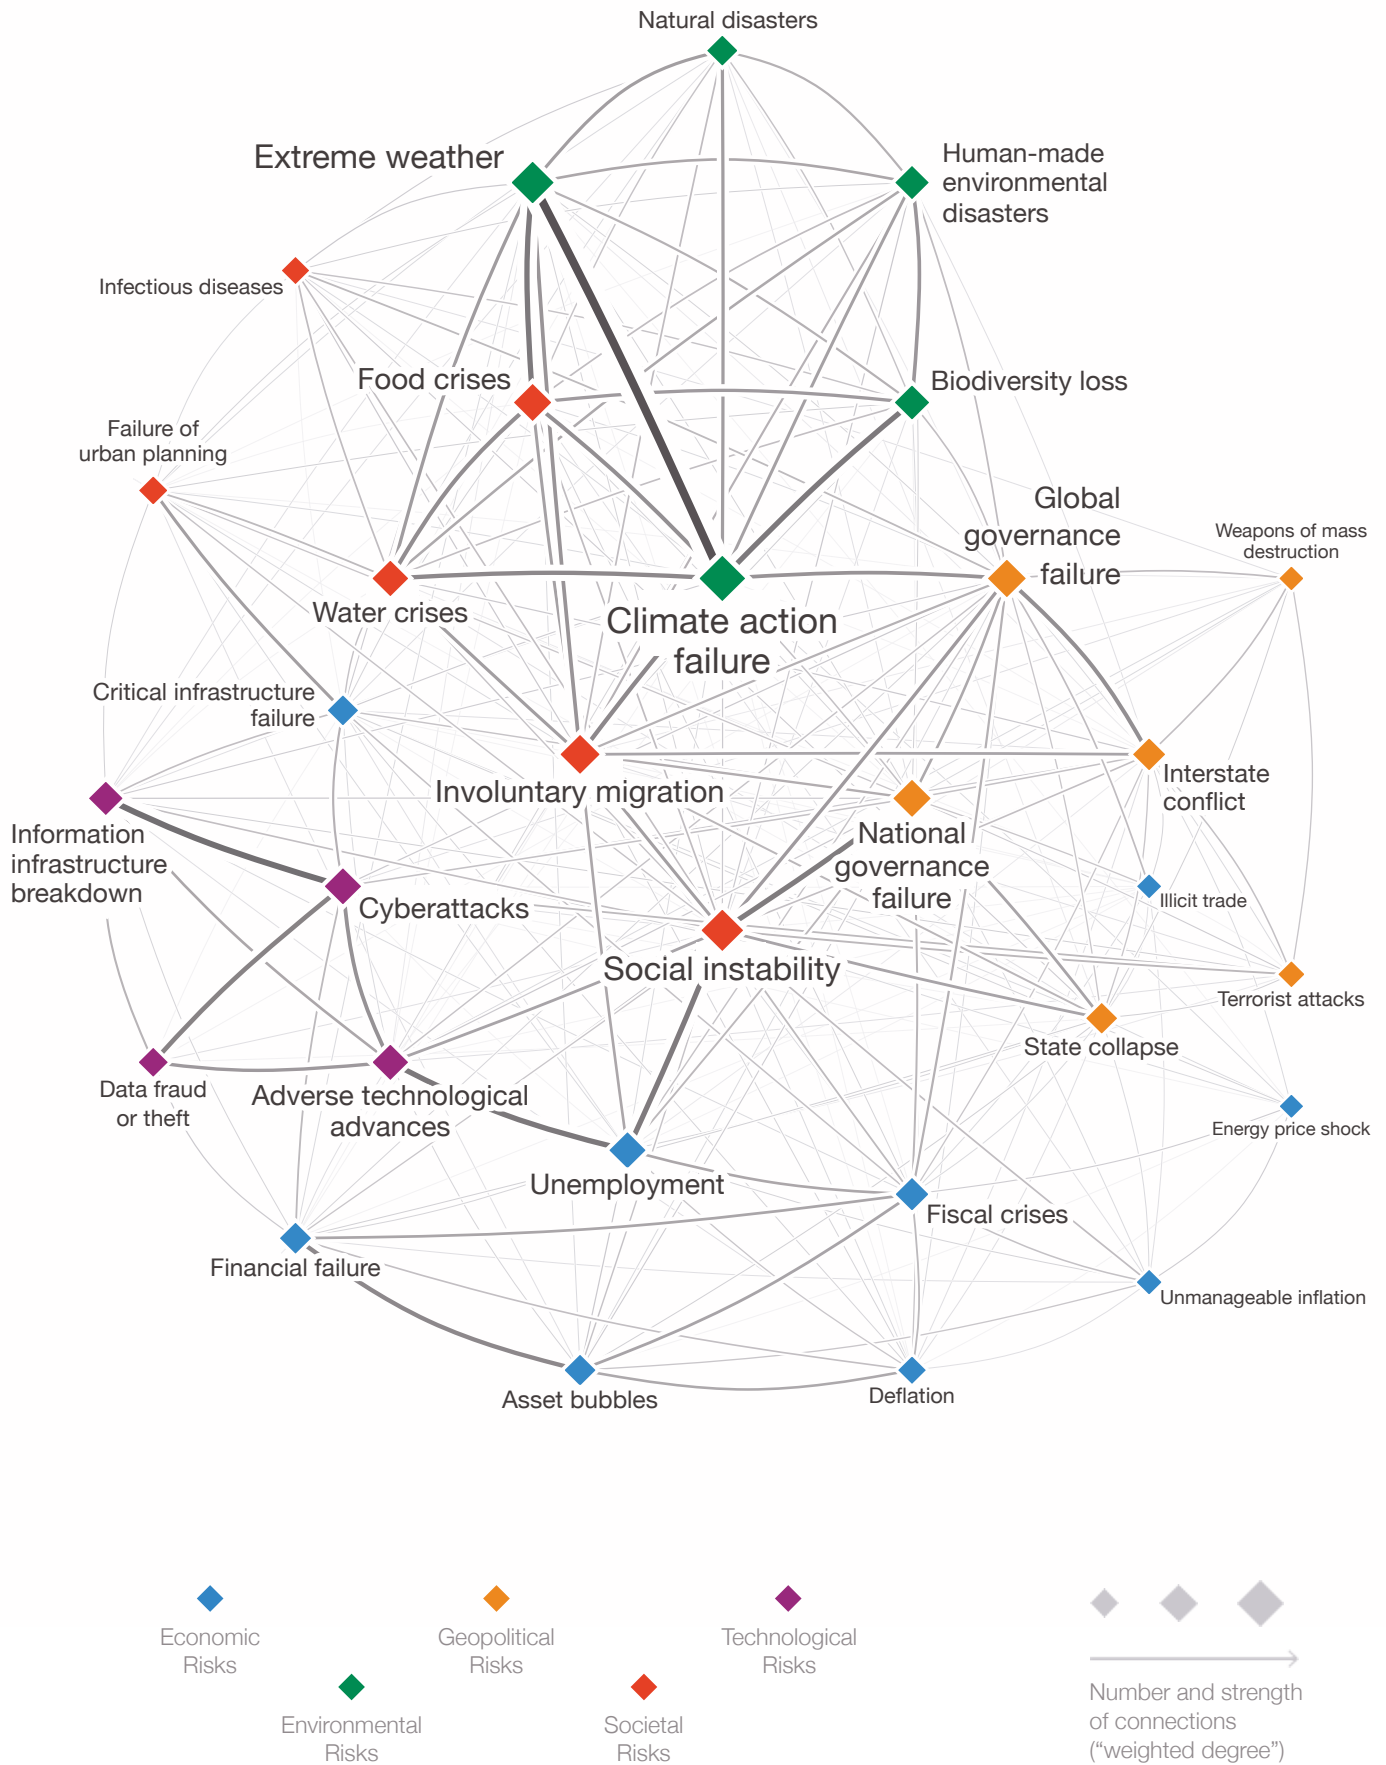 Natural disasters
Extreme weather
Human-made
environmental
disasters
Infectious diseases
Food crises
Biodiversity loss
Failure of
urban planning
Global
governance
failure
Weapons of mass
destruction
Water crises
Climate action
failure
Critical infrastructure
failure
Involuntary migration
Interstate
conflict
Information
infrastructure
breakdown
National
governance
failure
Cyberattacks
Illicit trade
Social instability
Terrorist attacks
State collapse
Data fraud
or theft
Adverse technological
advances
Energy price shock
Unemployment
Fiscal crises
Financial failure
Unmanageable inflation
Asset bubbles
Deflation
Economic
Risks
Geopolitical
Risks
Technological
Risks
Environmental
Risks
Societal
Risks
Number and strength
of connections
(“weighted degree”)